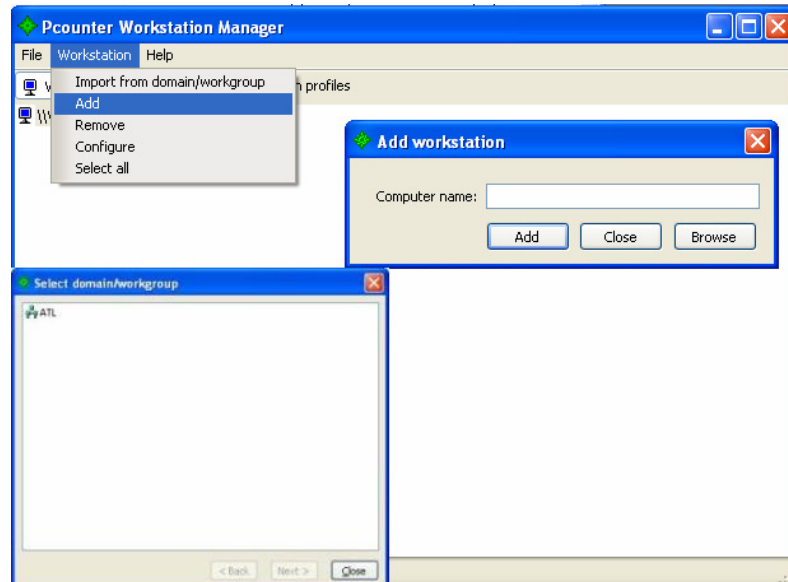 Pcounter Workstation Manager
File Workstation Help
Import from domain/workgroup
profiles
Add
Remove
Configure
Select all
Add workstation
Computer name:
Add Close Browse
Select domain/workgroup
ATL
< Back Next > Close